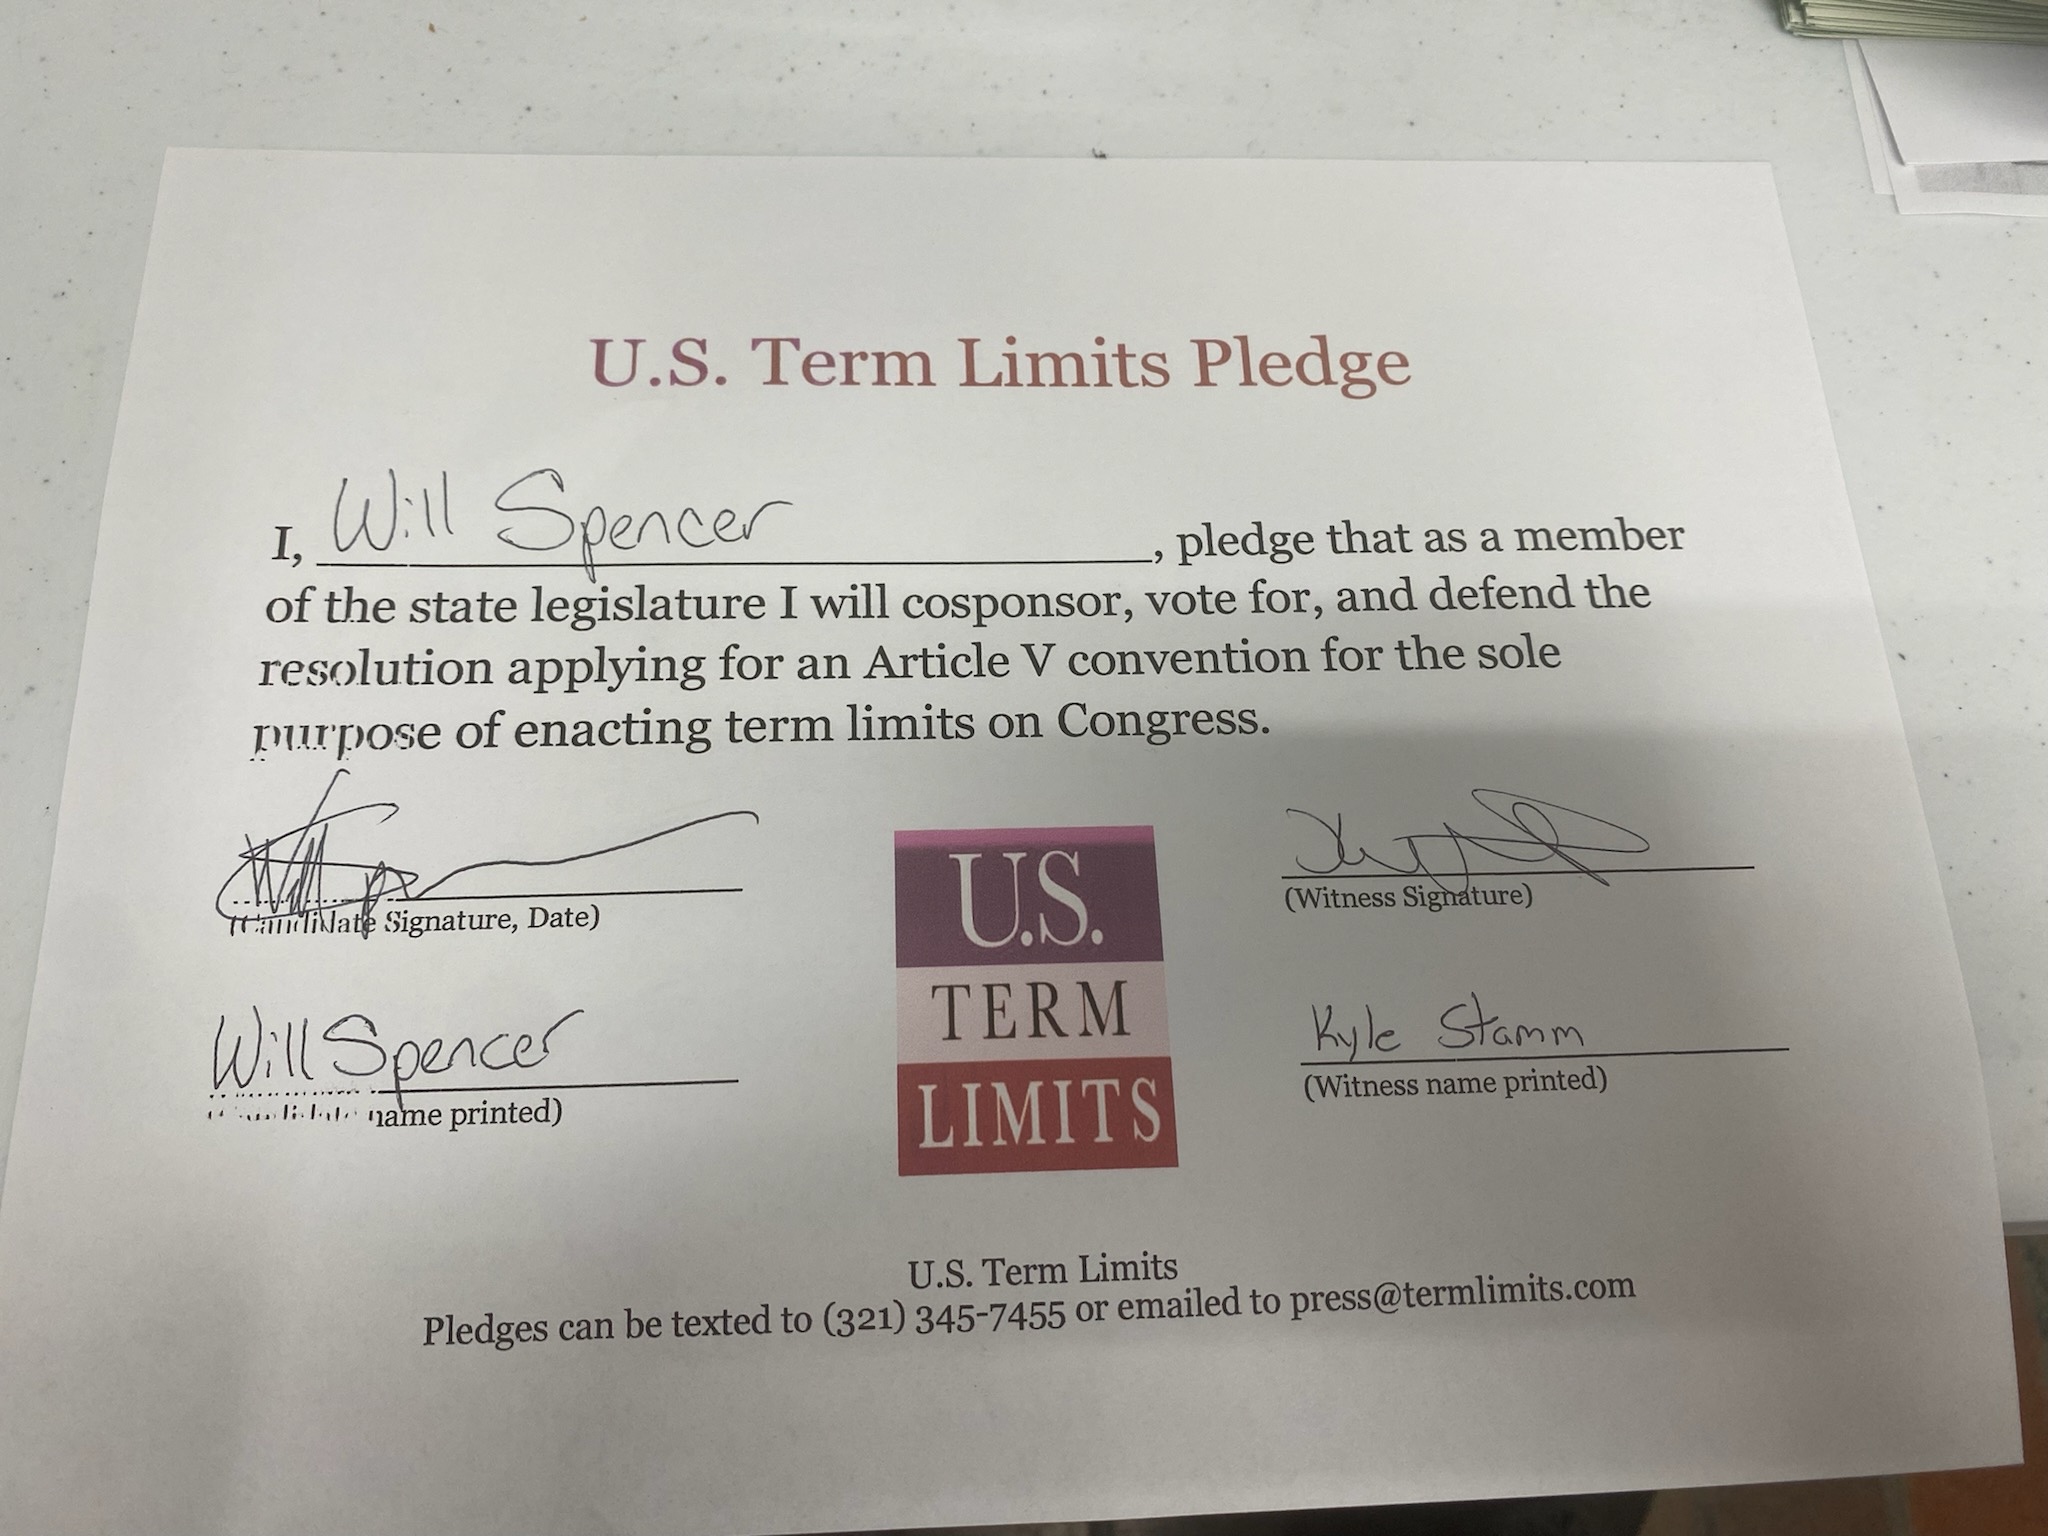 U.S. Term Limits Pledge
I, Will Spencer, pledge that as a member
of the state legislature I will cosponsor, vote for, and defend the
resolution applying for an Article V convention for the sole
purpose of enacting term limits on Congress.
(Candidate Signature, Date)
(Witness Signature)
Will Spencer
Kyle Stamm
(Candidate name printed)
(Witness name printed)
U.S.
TERM
LIMITS
U.S. Term Limits
Pledges can be texted to (321) 345-7455 or emailed to press@termlimits.com